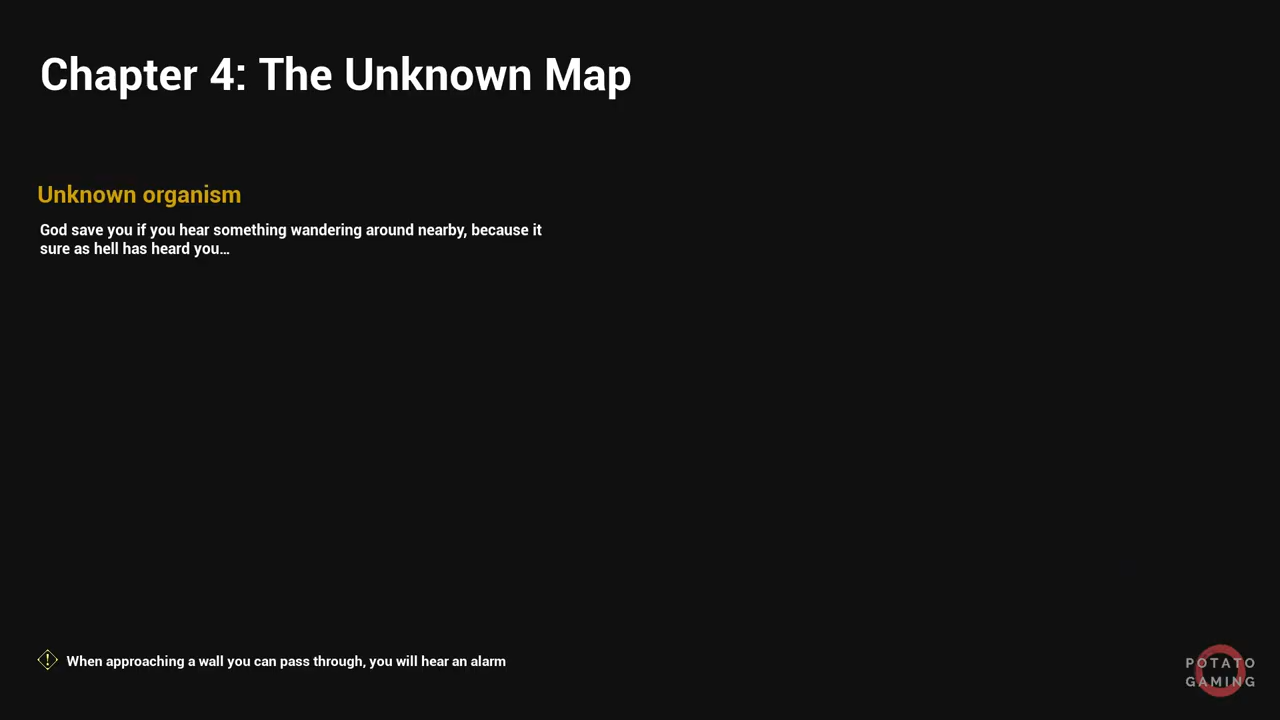 Chapter 4: The Unknown Map
Unknown organism
God save you if you hear something wandering around nearby, because it
sure as hell has heard you...
When approaching a wall you can pass through, you will hear an alarm
POTATO
GAMING